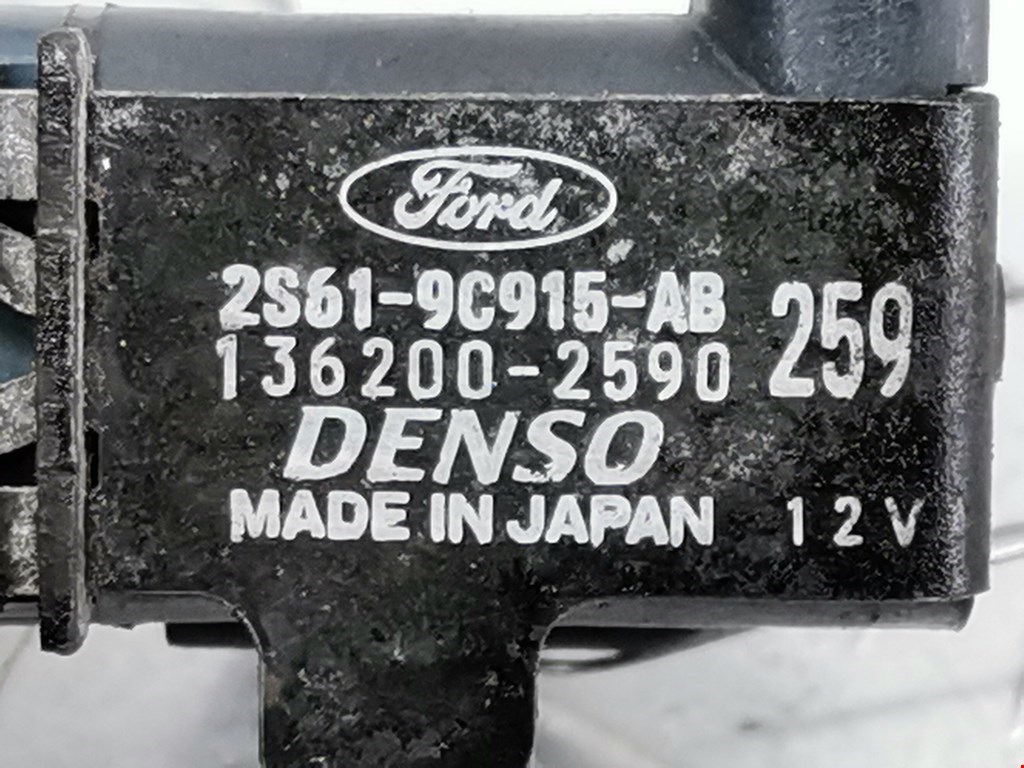 Ford
2S61-9C915-AB
136200-2590
259
DENSO
MADE IN JAPAN
12V